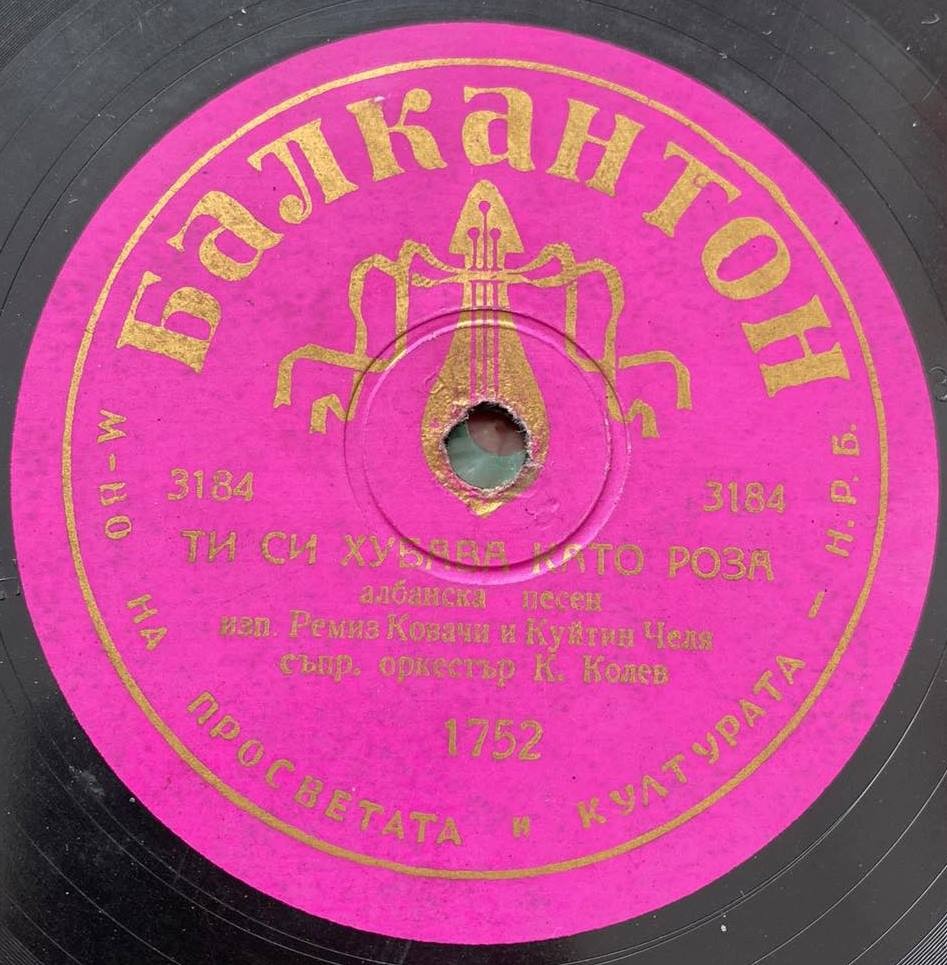 Балкантон
3184 3184
ТИ СИ ХУБАВА КАТО РОЗА
албанска песен
изп. Ремиз Ковачи и Куйтин Челя
съпр. оркестър К. Колев
1752
М-ВО НА ПРОСВЕТАТА и КУЛТУРАТА – Н.Р.Б.